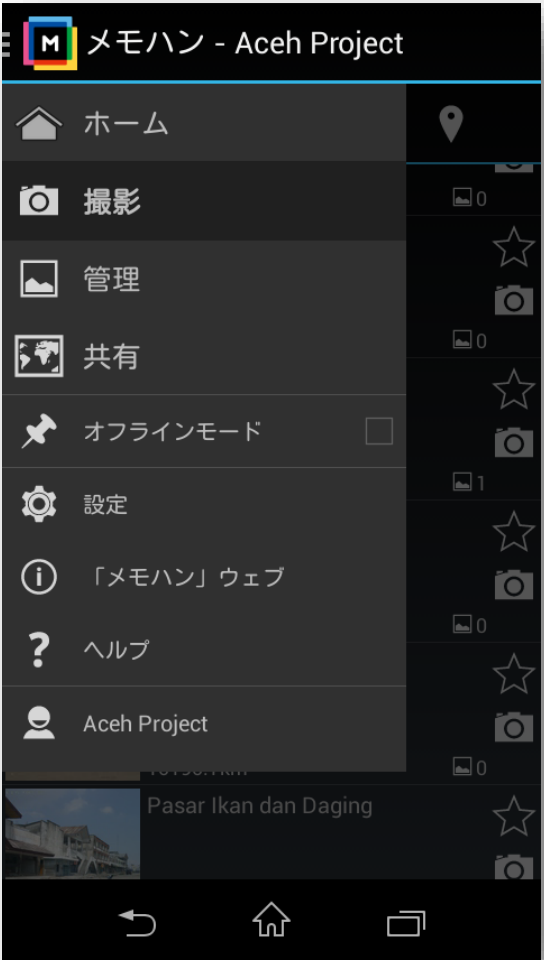 M メモハン - Aceh Project
ホーム
撮影
0
管理
0
共有
オフラインモード
1
設定
「メモハン」ウェブ
0
ヘルプ
Aceh Project
0
Pasar Ikan dan Daging